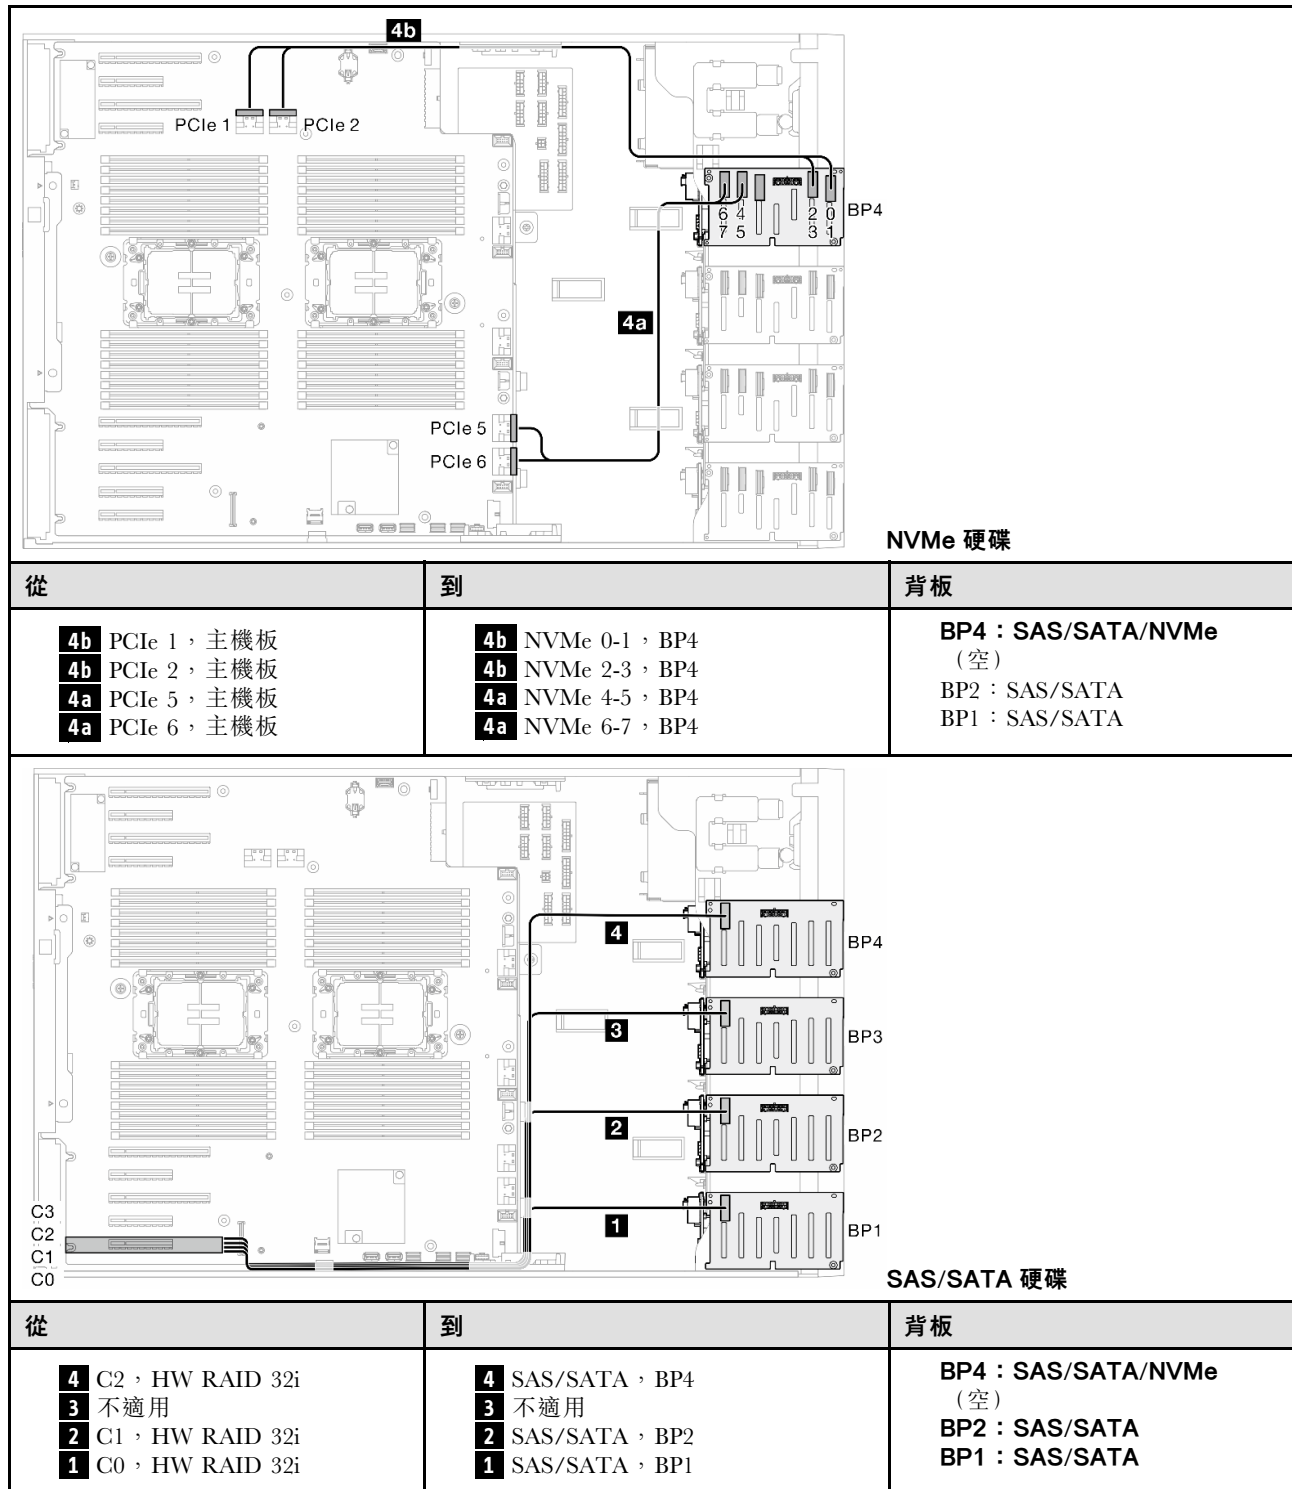 4b
PCIe 1
PCIe 2
6 4 2 0
7 5 3 1
BP4
4a
PCIe 5
PCIe 6
NVMe 硬碟
從
到
背板
4b PCIe 1，主機板
4b PCIe 2，主機板
4a PCIe 5，主機板
4a PCIe 6，主機板
4b NVMe 0-1，BP4
4b NVMe 2-3，BP4
4a NVMe 4-5，BP4
4a NVMe 6-7，BP4
BP4：SAS/SATA/NVMe
（空）
BP2：SAS/SATA
BP1：SAS/SATA
4
BP4
3
BP3
2
BP2
1
BP1
C3
C2
C1
C0
SAS/SATA 硬碟
從
到
背板
4 C2，HW RAID 32i
3 不適用
2 C1，HW RAID 32i
1 C0，HW RAID 32i
4 SAS/SATA，BP4
3 不適用
2 SAS/SATA，BP2
1 SAS/SATA，BP1
BP4：SAS/SATA/NVMe
（空）
BP2：SAS/SATA
BP1：SAS/SATA